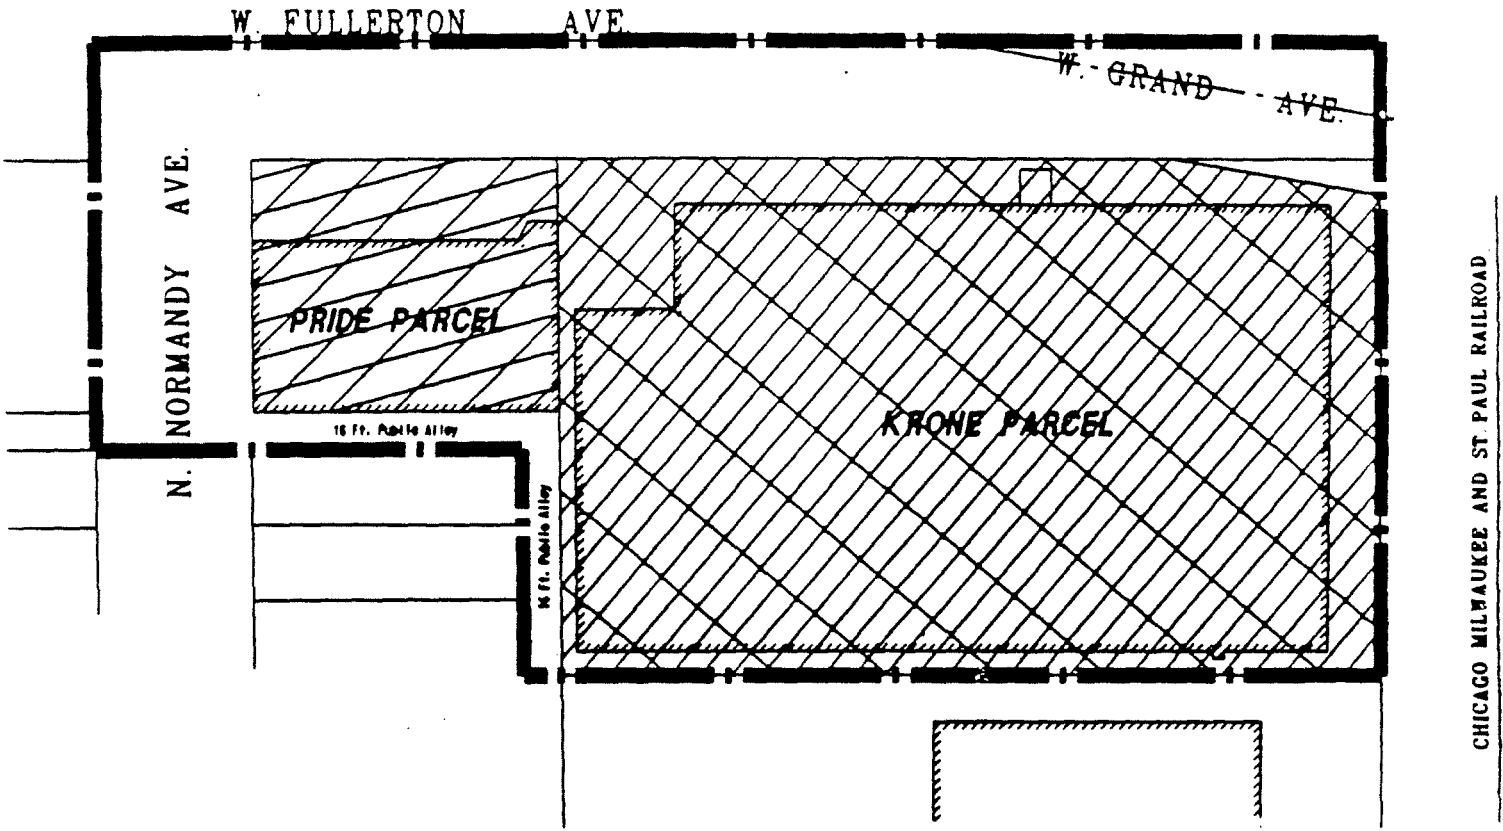 W. FULLERTON AVE.
W. GRAND AVE.
N. NORMANDY AVE.
PRIDE PARCEL
KRONE PARCEL
16 Ft. Public Alley
16 Ft. Public Alley
CHICAGO MILWAUKEE AND ST. PAUL RAILROAD